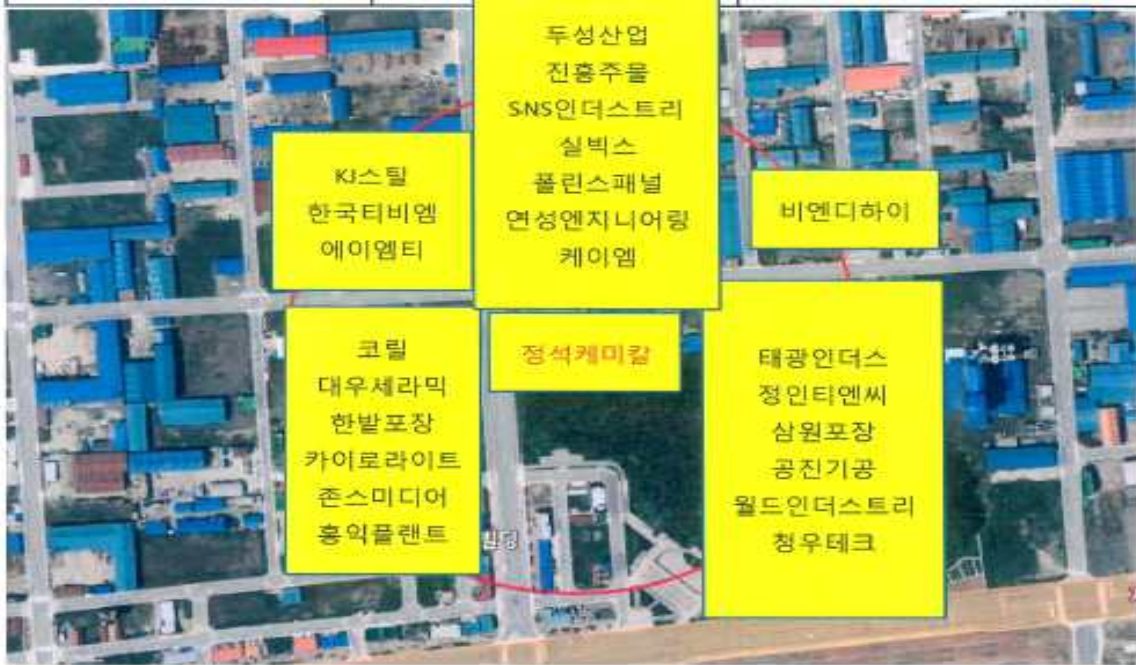 두성산업
진흥주물
SNS인더스트리
실빅스
폴린스패널
연성엔지니어링
케이엠
KJ스틸
한국티비엠
에이엠티
비엔디하이
코릴
대우세라믹
한밭포장
카이로라이트
존스미디어
홍익플랜트
정석케미칼
태광인더스
정인티엔씨
삼원포장
공진기공
월드인더스트리
청우테크
빌딩